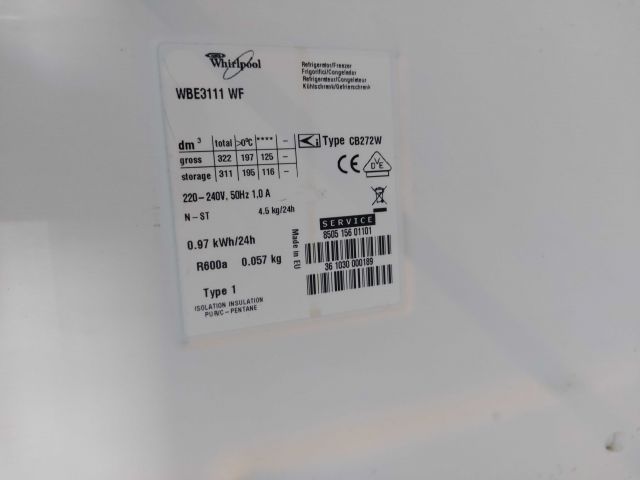 Whirlpool
Refrigerator/Freezer
Frigorifici/Congelador
Refrigerateur/Congelateur
Kühlschrank/Gefrierschrank
WBE3111 WF
dm³ total >0°C **** -
gross 322 197 125 -
storage 311 195 116 -
Type CB272W
CE
DVE
220-240V, 50Hz 1,0 A
N-ST 4.5 kg/24h
SERVICE
8505 156 01101
0.97 kWh/24h
Made in EU
36 1030 000189
R600a 0.057 kg
Type 1
ISOLATION INSULATION
PUR/C-PENTANE